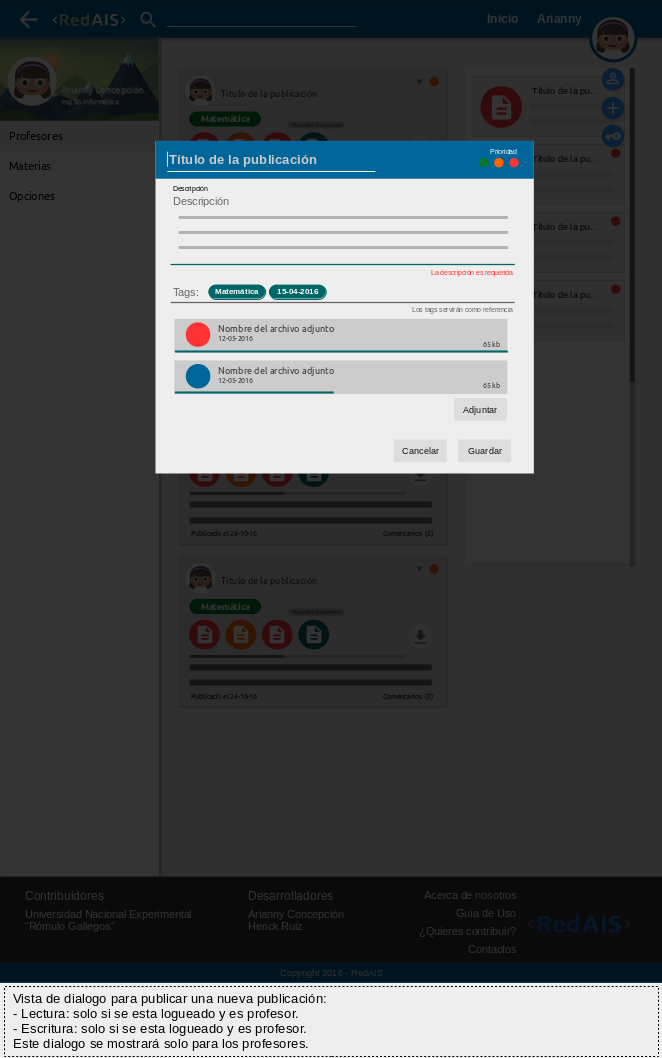 <RedAIS>
Inicio
Arianny
Arianny Concepción
Ing. en informática
Profesores
Materias
Opciones
Título de la publicación
Matemática
Título de la pu..
Título de la pu..
Título de la pu..
Título de la pu..
Título de la publicación
Prioridad
Descripción
Descripción
La descripción es requerida
Tags:
Matemática
15-04-2016
Los tags servirán como referencia
Nombre del archivo adjunto
12-05-2016
65 kb
Nombre del archivo adjunto
12-05-2016
65 kb
Adjuntar
Cancelar
Guardar
Publicado el 24-10-16
Comentarios (2)
Título de la publicación
Matemática
Publicado el 24-10-16
Comentarios (2)
Contribuidores
Universidad Nacional Experimental
"Rómulo Gallegos"
Desarrolladores
Arianny Concepción
Herick Ruiz
Acerca de nosotros
Guía de Uso
¿Quieres contribuir?
Contactos
<RedAIS>
Copyright 2016 - RedAIS
Vista de dialogo para publicar una nueva publicación:
- Lectura: solo si se esta logueado y es profesor.
- Escritura: solo si se esta logueado y es profesor.
Este dialogo se mostrará solo para los profesores.